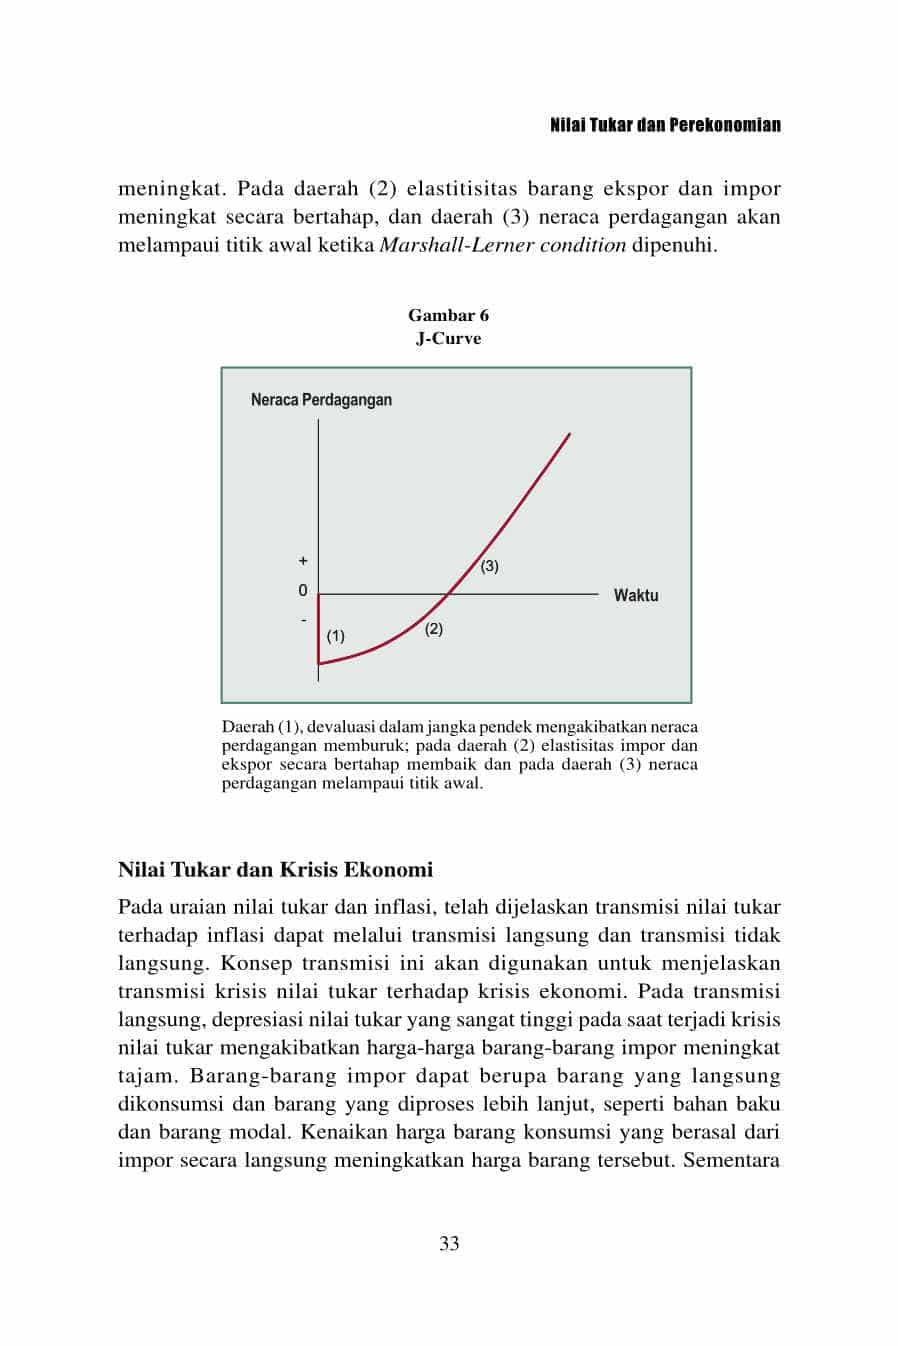 Nilai Tukar dan Perekonomian
meningkat. Pada daerah (2) elastitisitas barang ekspor dan impor
meningkat secara bertahap, dan daerah (3) neraca perdagangan akan
melampaui titik awal ketika Marshall-Lerner condition dipenuhi.
Gambar 6
J-Curve
Neraca Perdagangan
+
(3)
0
Waktu
-
(1)
(2)
Daerah (1), devaluasi dalam jangka pendek mengakibatkan neraca
perdagangan memburuk; pada daerah (2) elastisitas impor dan
ekspor secara bertahap membaik dan pada daerah (3) neraca
perdagangan melampaui titik awal.
Nilai Tukar dan Krisis Ekonomi
Pada uraian nilai tukar dan inflasi, telah dijelaskan transmisi nilai tukar
terhadap inflasi dapat melalui transmisi langsung dan transmisi tidak
langsung. Konsep transmisi ini akan digunakan untuk menjelaskan
transmisi krisis nilai tukar terhadap krisis ekonomi. Pada transmisi
langsung, depresiasi nilai tukar yang sangat tinggi pada saat terjadi krisis
nilai tukar mengakibatkan harga-harga barang-barang impor meningkat
tajam. Barang-barang impor dapat berupa barang yang langsung
dikonsumsi dan barang yang diproses lebih lanjut, seperti bahan baku
dan barang modal. Kenaikan harga barang konsumsi yang berasal dari
impor secara langsung meningkatkan harga barang tersebut. Sementara
33